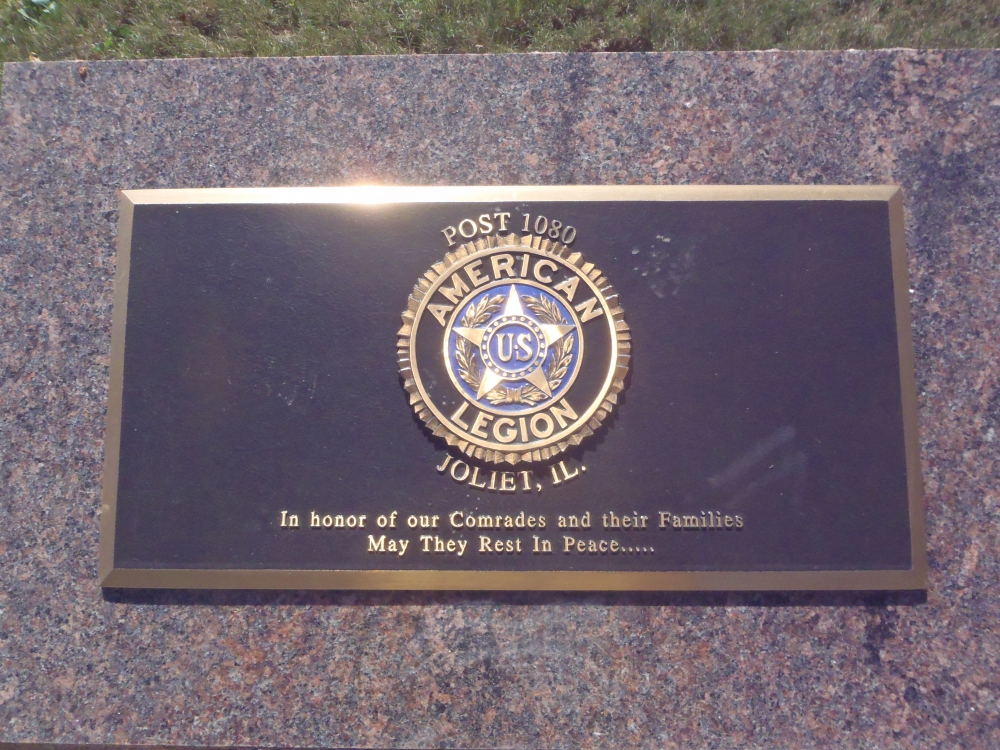 POST 1080
AMERICAN
US
LEGION
JOLIET, IL.
In honor of our Comrades and their Families
May They Rest In Peace.....